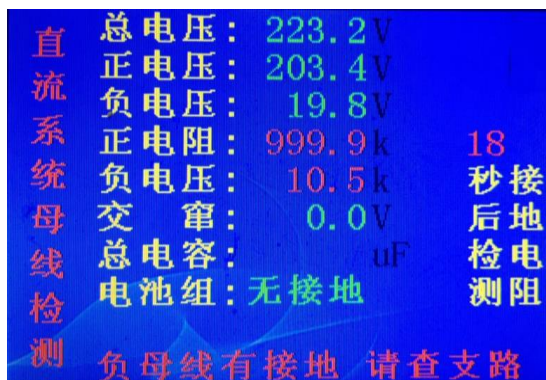 直流系统母线检测
总电压：223.2V
正电压：203.4V
负电压：19.8V
正电阻：999.9k
负电压：10.5k
交 窜：0.0V
总电容： uF
电池组：无接地
18
秒接
后地
检电
测阻
负母线有接地 请查支路